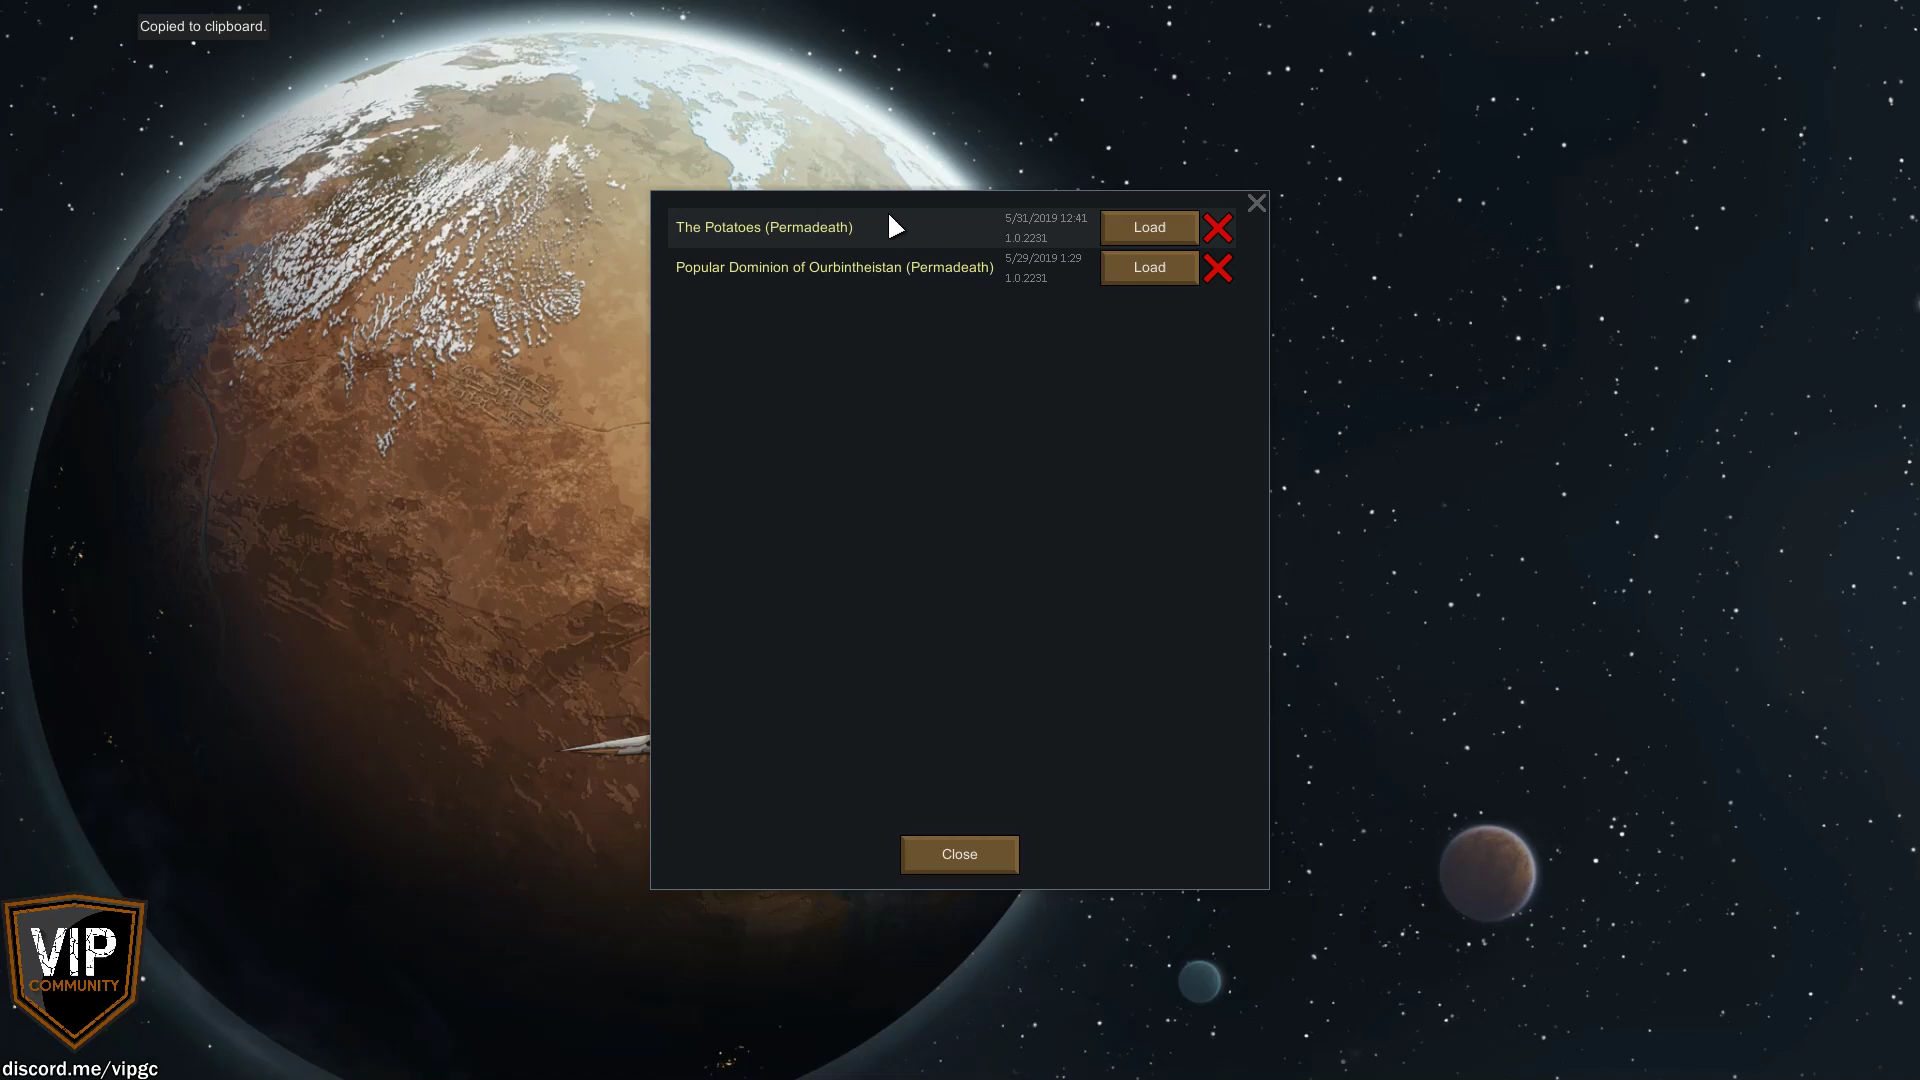 Copied to clipboard.
The Potatoes (Permadeath)
5/31/2019 12:41
1.0.2231
Load
Popular Dominion of Ourbintheistan (Permadeath)
5/29/2019 1:29
1.0.2231
Load
Close
VIP
COMMUNITY
discord.me/vipgc